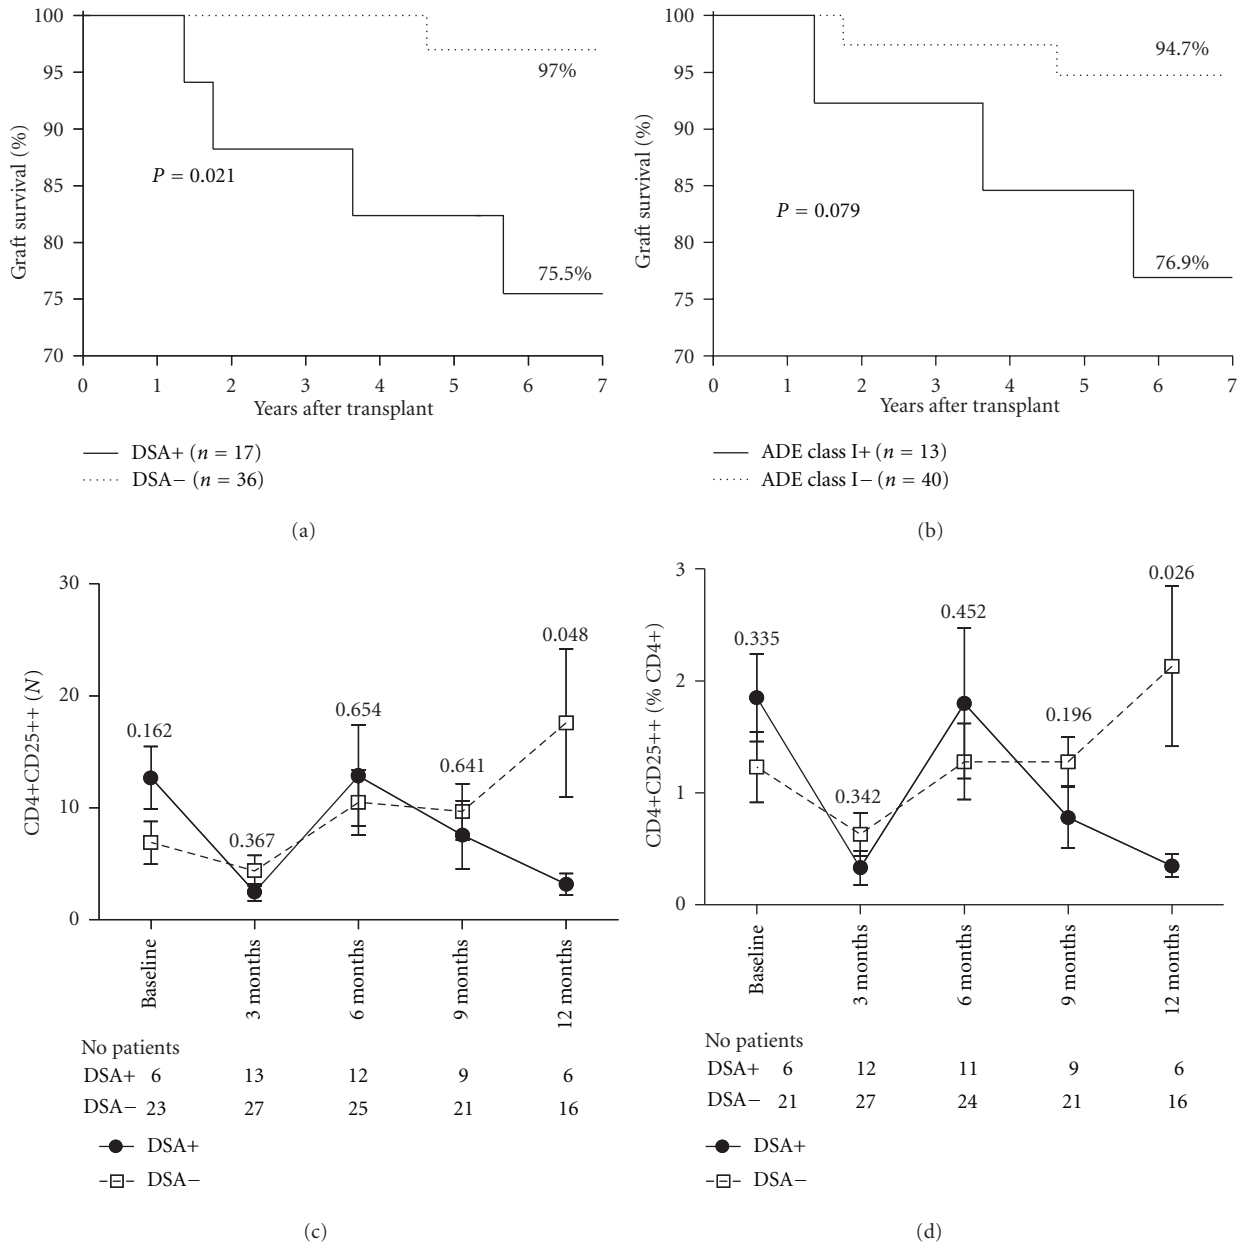 100
95
90
85
80
75
70
Graft survival (%)
97%
P = 0.021
75.5%
0 1 2 3 4 5 6 7
Years after transplant
DSA+ (n = 17)
DSA− (n = 36)
(a)
100
95
90
85
80
75
70
Graft survival (%)
94.7%
P = 0.079
76.9%
0 1 2 3 4 5 6 7
Years after transplant
ADE class I+ (n = 13)
ADE class I− (n = 40)
(b)
30
20
10
0
CD4+CD25++ (N)
0.162
0.367
0.654
0.641
0.048
Baseline
3 months
6 months
9 months
12 months
No patients
DSA+ 6 13 12 9 6
DSA− 23 27 25 21 16
DSA+
DSA−
(c)
3
2
1
0
CD4+CD25++ (% CD4+)
0.335
0.342
0.452
0.196
0.026
Baseline
3 months
6 months
9 months
12 months
No patients
DSA+ 6 12 11 9 6
DSA− 21 27 24 21 16
DSA+
DSA−
(d)